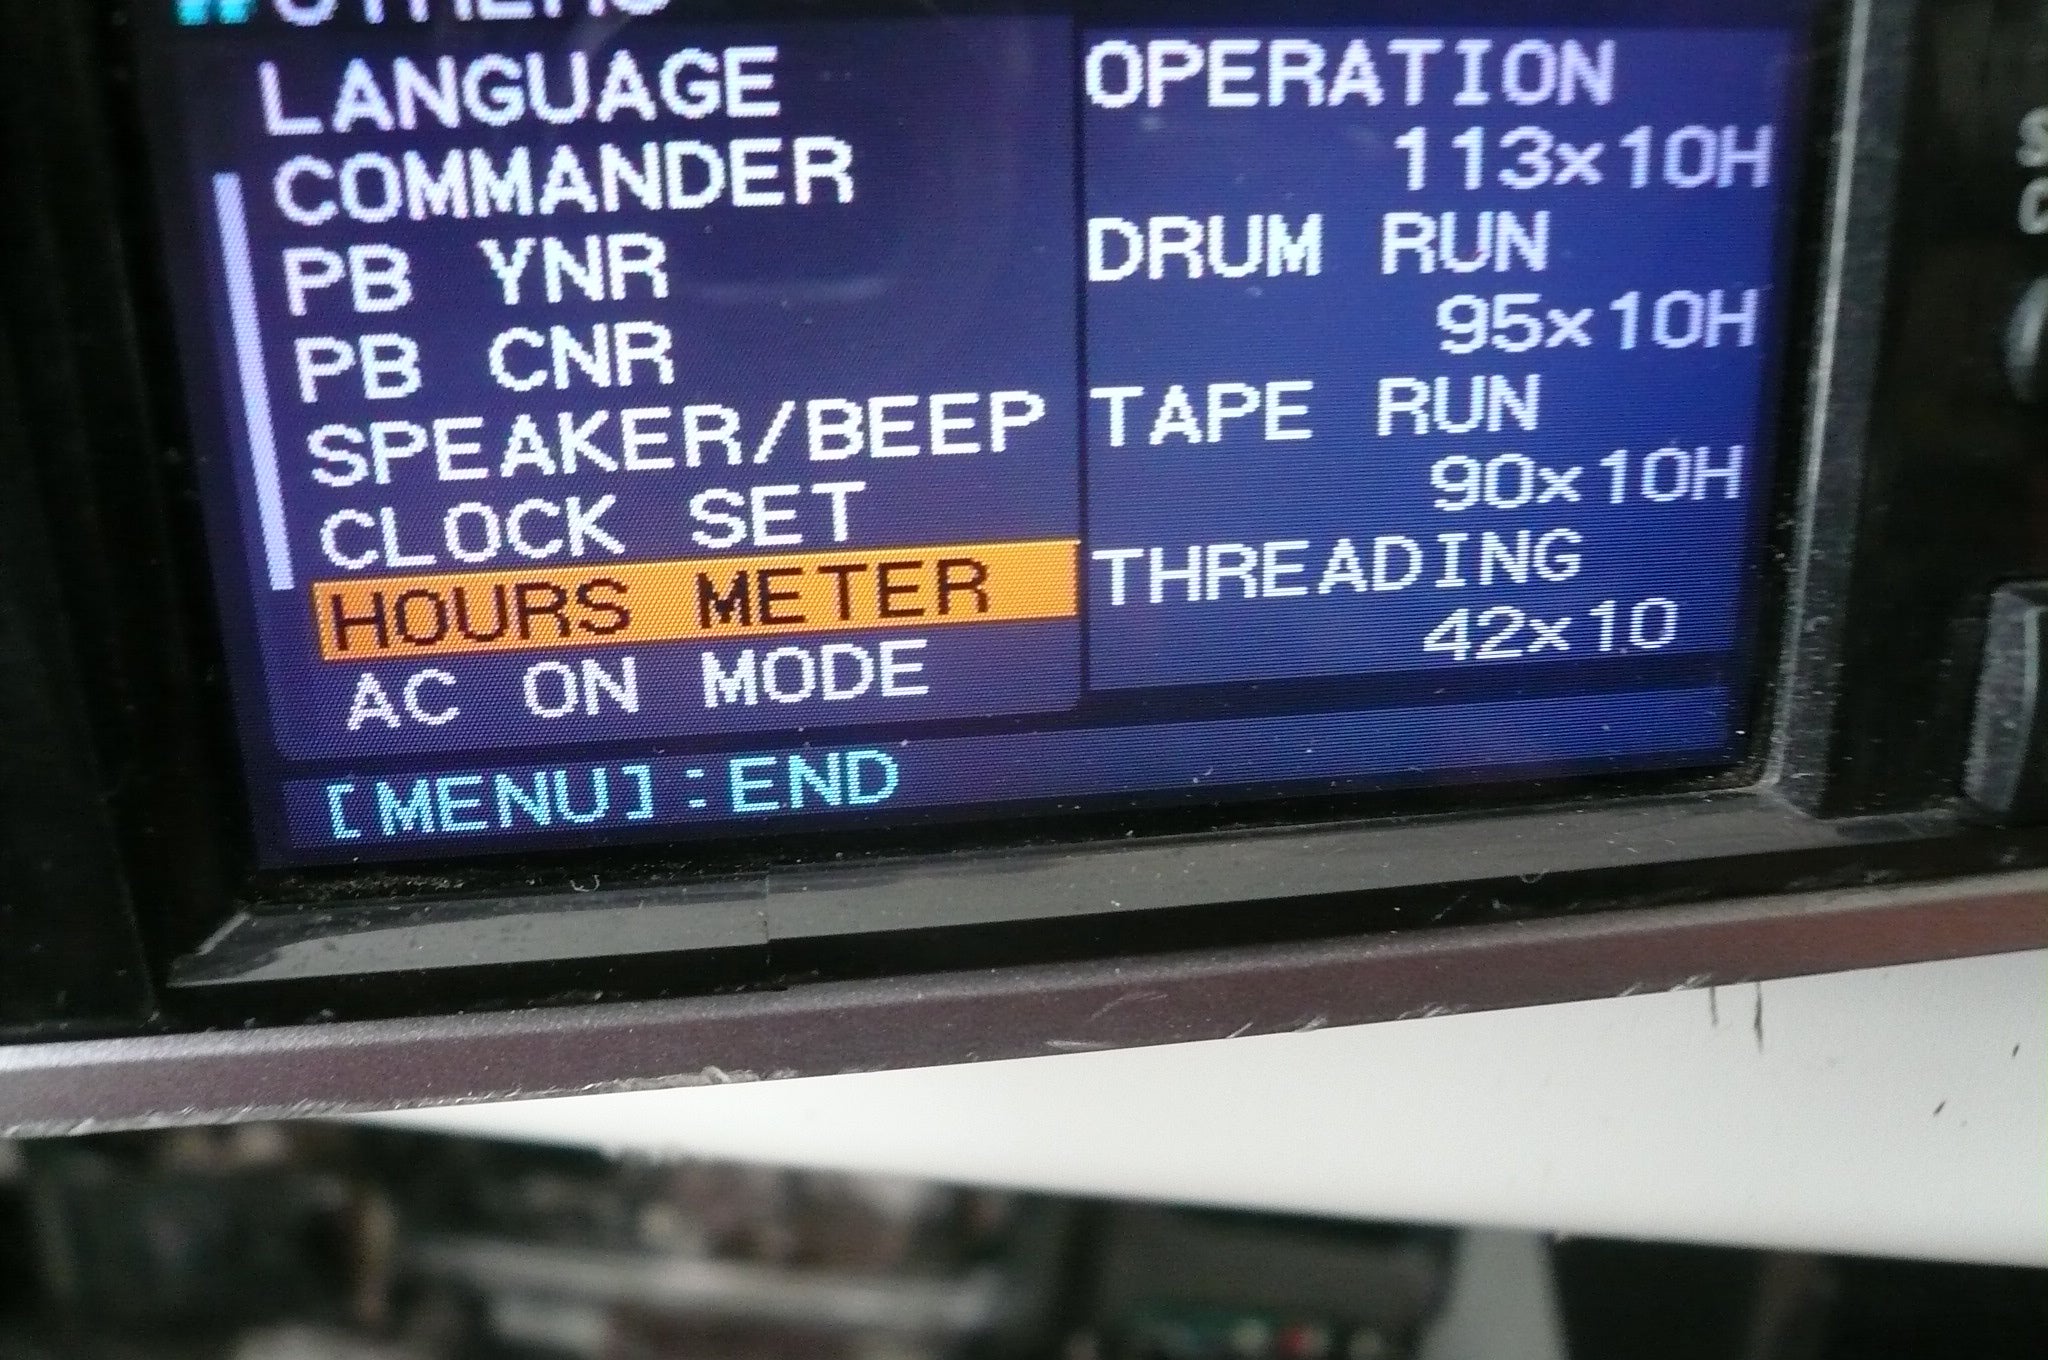 OTHERS
LANGUAGE
COMMANDER
PB YNR
PB CNR
SPEAKER/BEEP
CLOCK SET
HOURS METER
AC ON MODE
[MENU]:END
OPERATION
113x10H
DRUM RUN
95x10H
TAPE RUN
90x10H
THREADING
42x10